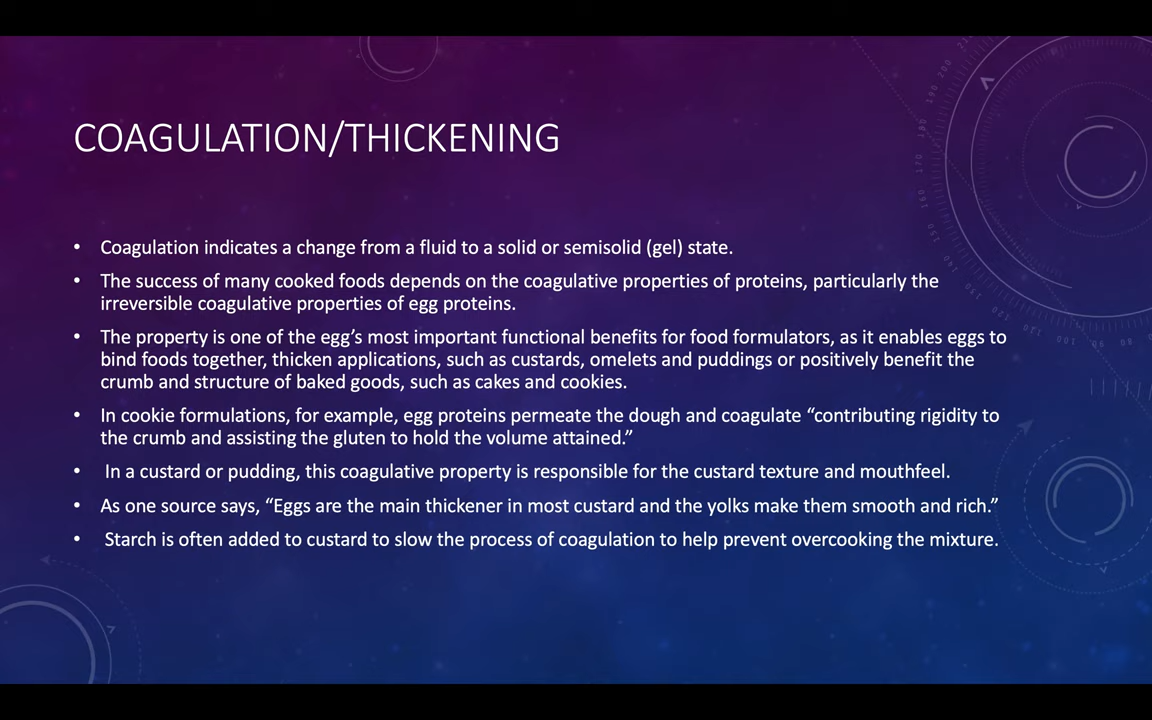 COAGULATION/THICKENING
• Coagulation indicates a change from a fluid to a solid or semisolid (gel) state.
• The success of many cooked foods depends on the coagulative properties of proteins, particularly the
irreversible coagulative properties of egg proteins.
• The property is one of the egg’s most important functional benefits for food formulators, as it enables eggs to
bind foods together, thicken applications, such as custards, omelets and puddings or positively benefit the
crumb and structure of baked goods, such as cakes and cookies.
• In cookie formulations, for example, egg proteins permeate the dough and coagulate “contributing rigidity to
the crumb and assisting the gluten to hold the volume attained.”
• In a custard or pudding, this coagulative property is responsible for the custard texture and mouthfeel.
• As one source says, “Eggs are the main thickener in most custard and the yolks make them smooth and rich.”
• Starch is often added to custard to slow the process of coagulation to help prevent overcooking the mixture.